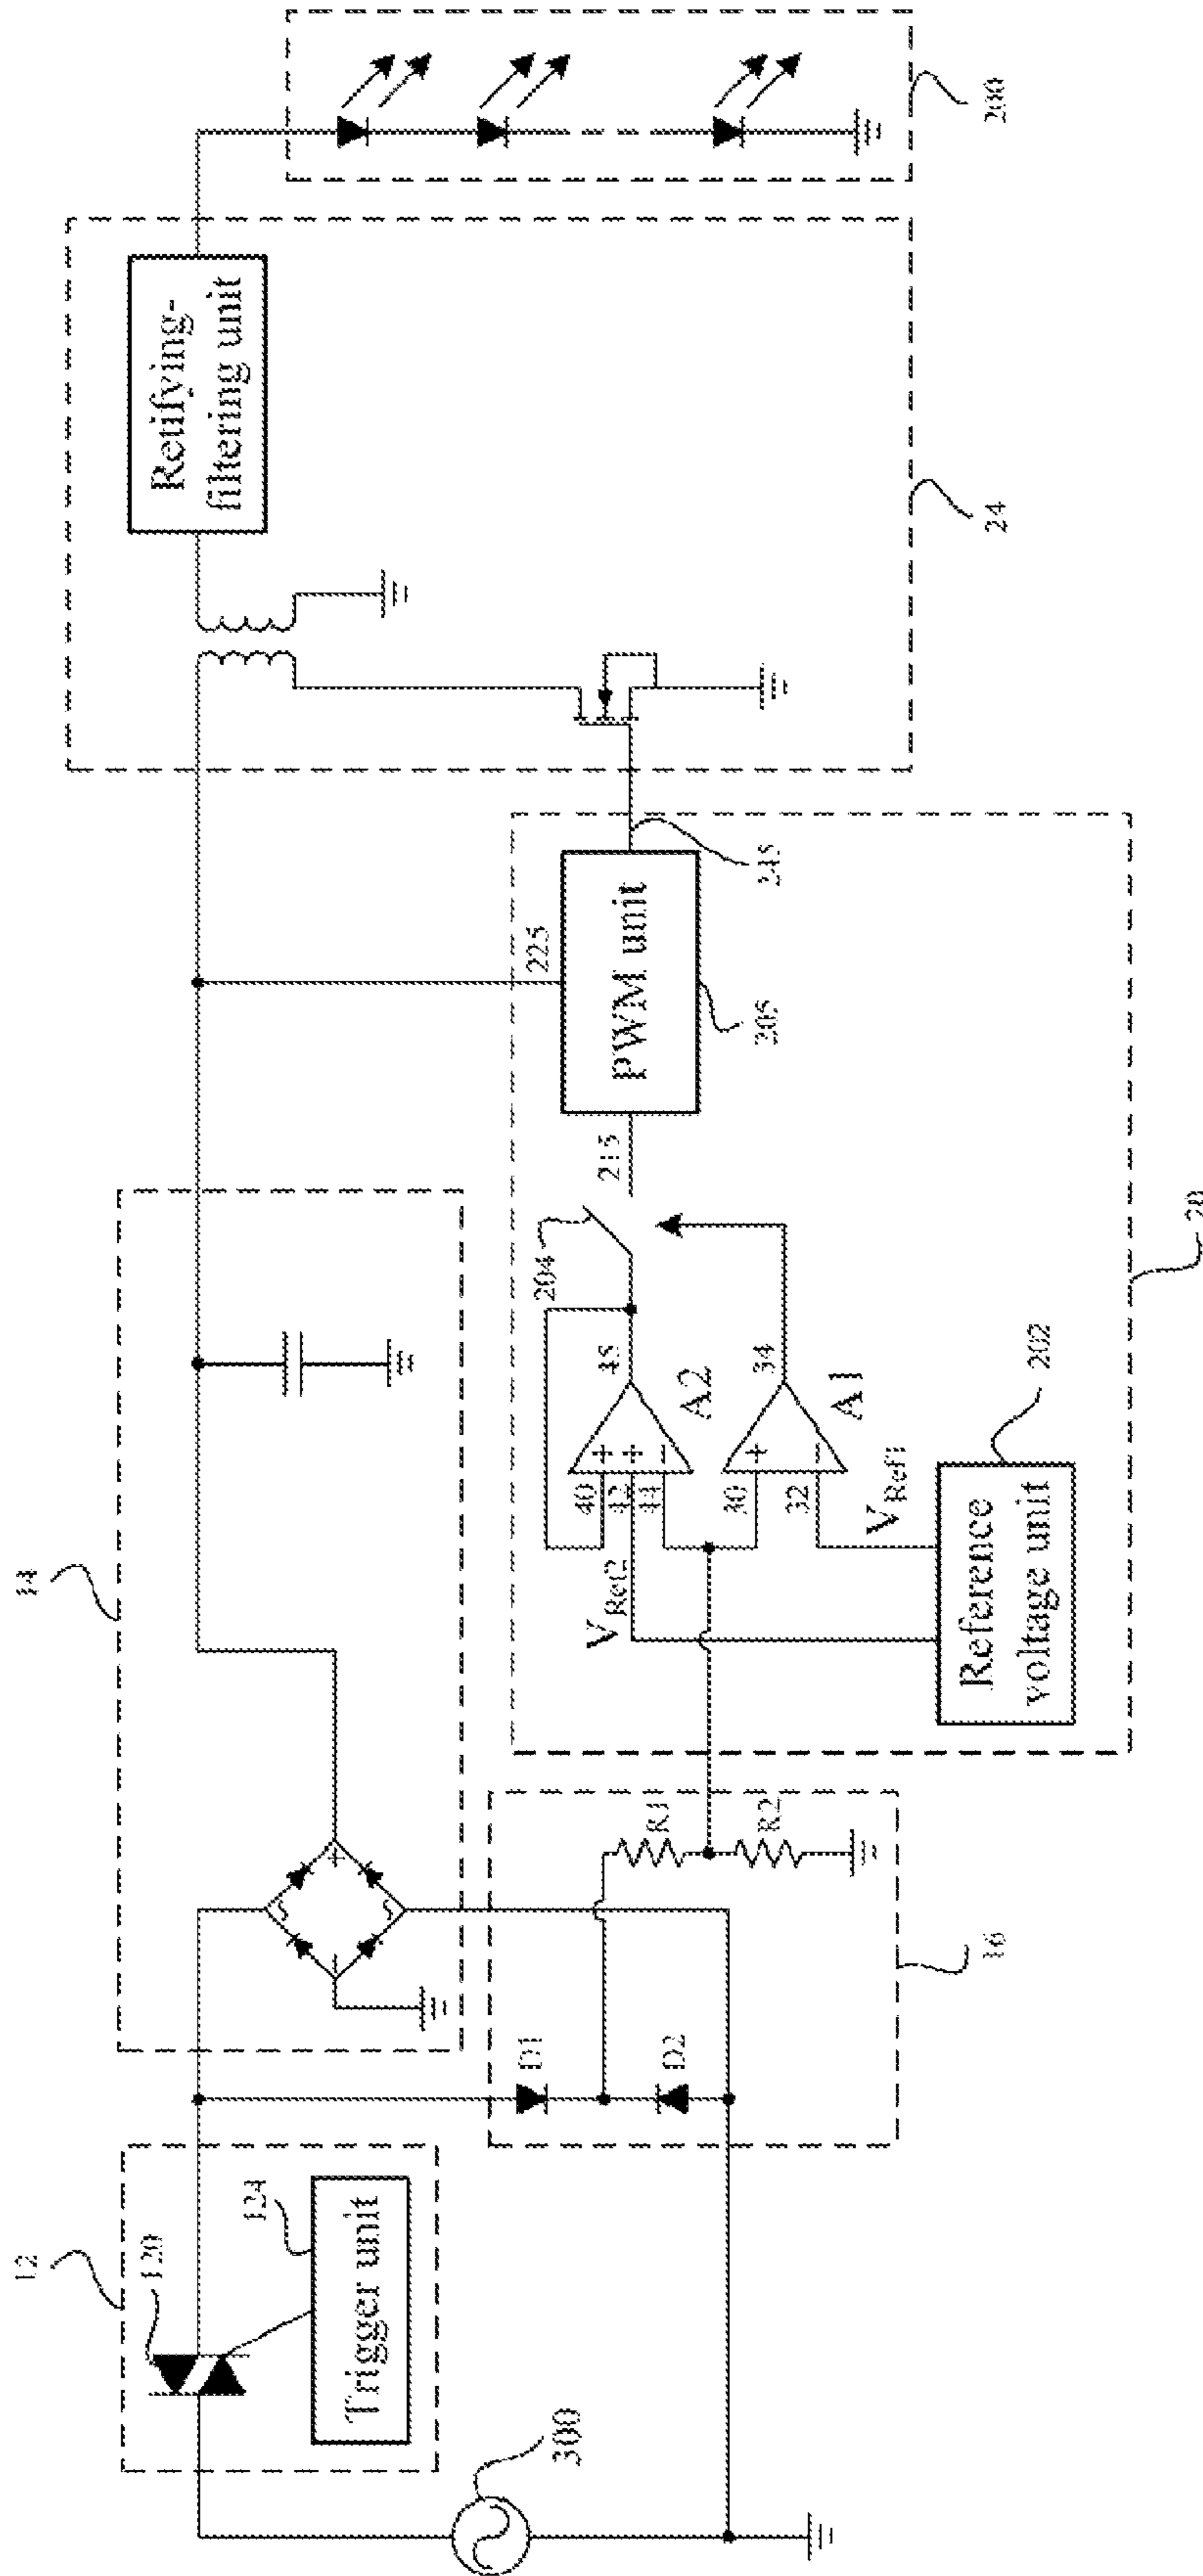 12
120
124
Trigger unit
300
14
D1
D2
R1
R2
16
V
Ref2
40
42
44
45
A2
30
32
34
A1
V
Ref1
Reference
voltage unit
202
204
215
225
PWM unit
205
245
20
Retifying-
filtering unit
24
200